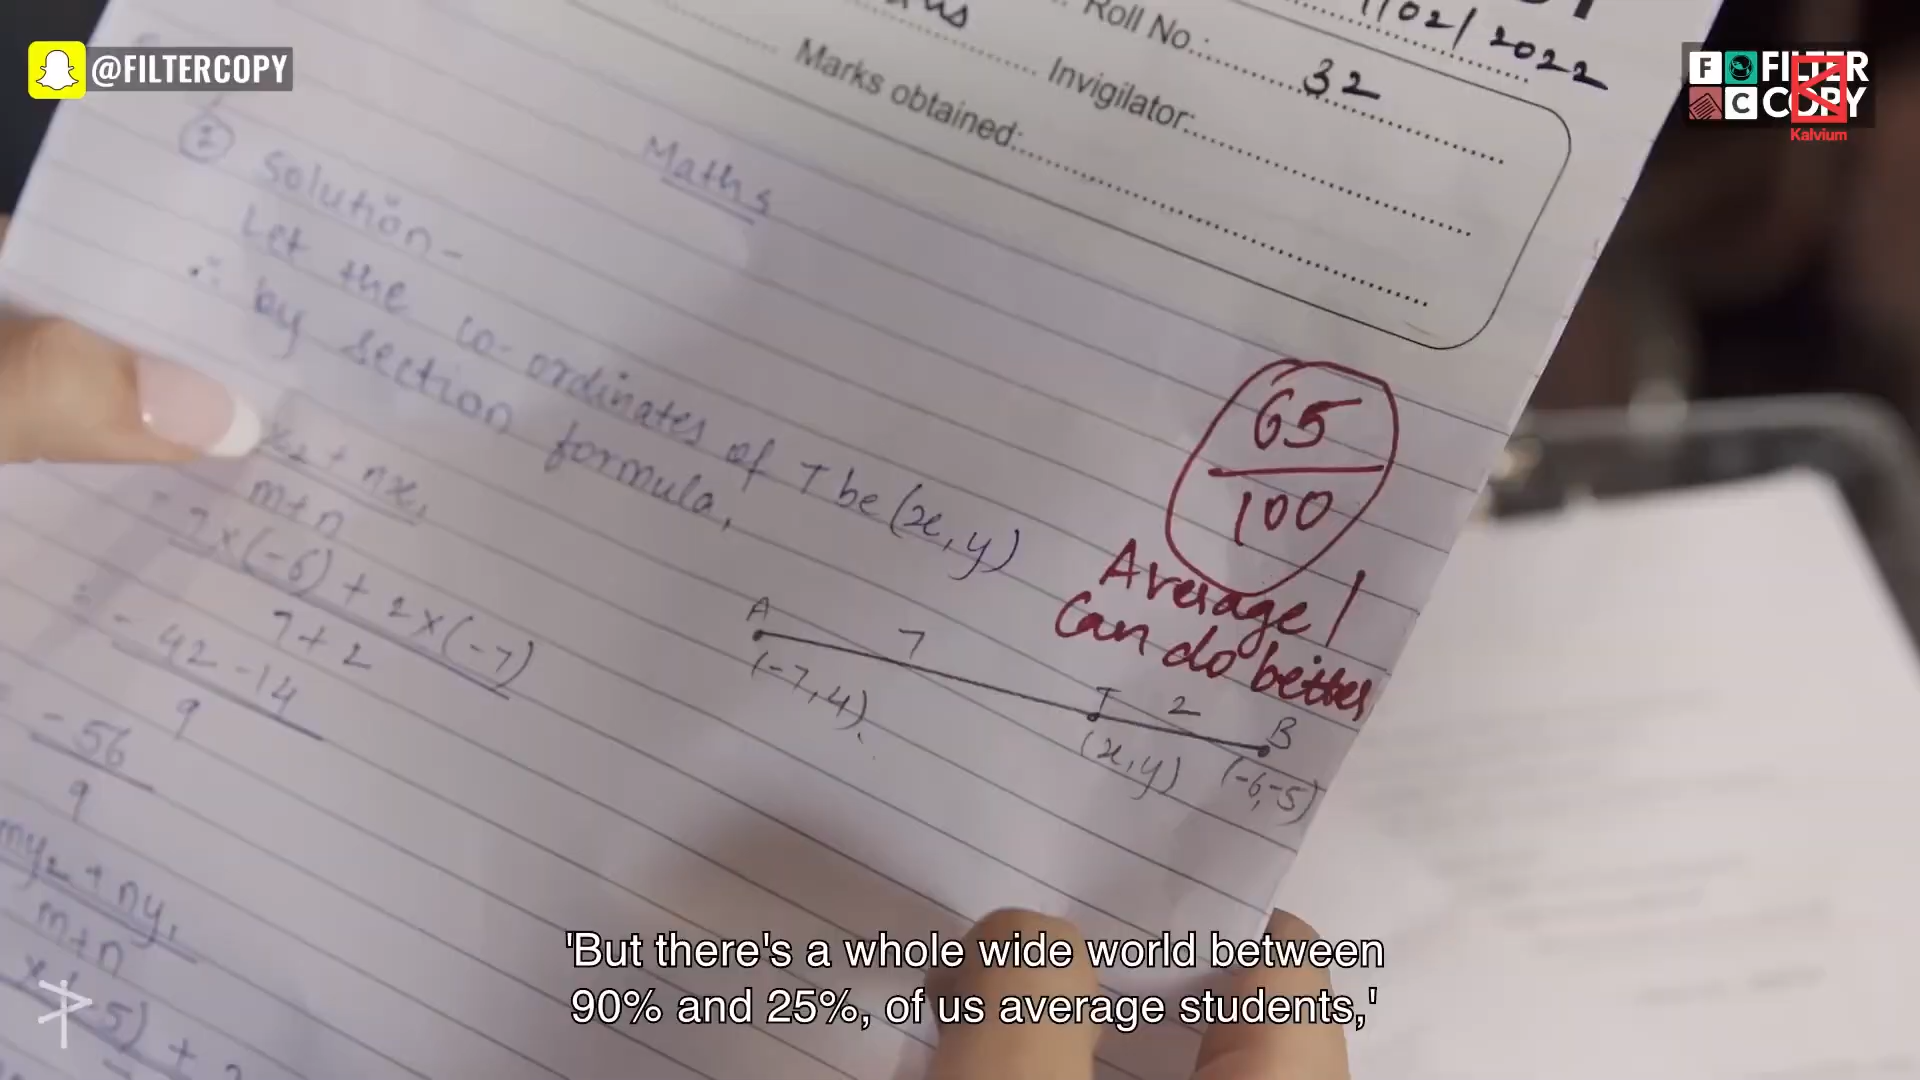 @FILTERCOPY
F FILTER
C COPY
Kalvium
/02/2022
Roll No.: 32
Invigilator:
Marks obtained:
Maths
2 Solution-
Let the co-ordinates of T be (x,y)
∴ by section formula,
x₂ + nx₁
m+n
= 7×(-6) + 2×(-7)
7+2
= -42-14
9
= -56
9
my₂ + ny₁
m+n
65
100
Average!
Can do better
A 7 T 2 B
(-7,4) (x,y) (-6,-5)
'But there's a whole wide world between
90% and 25%, of us average students,'